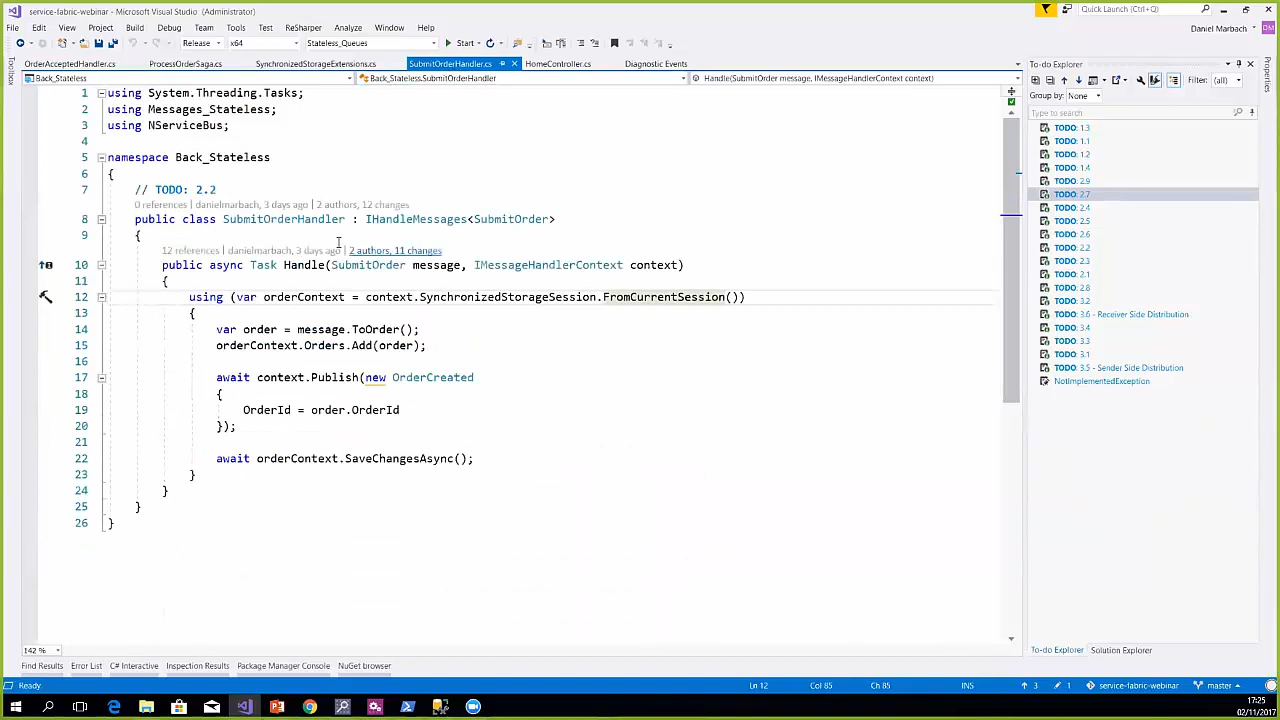 service-fabric-webinar - Microsoft Visual Studio (Administrator)
Quick Launch (Ctrl+Q)
File Edit View Project Build Debug Team Tools Test ReSharper Analyze Window Help
Daniel Marbach DM
Release x64 Stateless_Queues Start
OrderAcceptedHandler.cs ProcessOrderSaga.cs SynchronizedStorageExtensions.cs SubmitOrderHandler.cs HomeController.cs Diagnostic Events
Back_Stateless Back_Stateless.SubmitOrderHandler Handle(SubmitOrder message, IMessageHandlerContext context)
Toolbox
1 using System.Threading.Tasks;
2 using Messages_Stateless;
3 using NServiceBus;
4
5 namespace Back_Stateless
6 {
7 // TODO: 2.2
0 references | danielmarbach, 3 days ago | 2 authors, 12 changes
8 public class SubmitOrderHandler : IHandleMessages<SubmitOrder>
9 {
12 references | danielmarbach, 3 days ago | 2 authors, 11 changes
10 public async Task Handle(SubmitOrder message, IMessageHandlerContext context)
11 {
12 using (var orderContext = context.SynchronizedStorageSession.FromCurrentSession())
13 {
14 var order = message.ToOrder();
15 orderContext.Orders.Add(order);
16
17 await context.Publish(new OrderCreated
18 {
19 OrderId = order.OrderId
20 });
21
22 await orderContext.SaveChangesAsync();
23 }
24 }
25 }
26 }
142 %
To-do Explorer
Filter: (all)
Group by: None
Type to search
TODO: 1.3
TODO: 1.1
TODO: 1.2
TODO: 1.4
TODO: 2.9
TODO: 2.7
TODO: 2.4
TODO: 2.5
TODO: 2.6
TODO: 2.2
TODO: 2.3
TODO: 2.1
TODO: 2.8
TODO: 3.2
TODO: 3.6 - Receiver Side Distribution
TODO: 3.4
TODO: 3.3
TODO: 3.1
TODO: 3.5 - Sender Side Distribution
NotImplementedException
To-do Explorer Solution Explorer
Properties
Find Results Error List C# Interactive Inspection Results Package Manager Console NuGet browser
Ready Ln 12 Col 85 Ch 85 INS 3 1 service-fabric-webinar master
17:25
02/11/2017